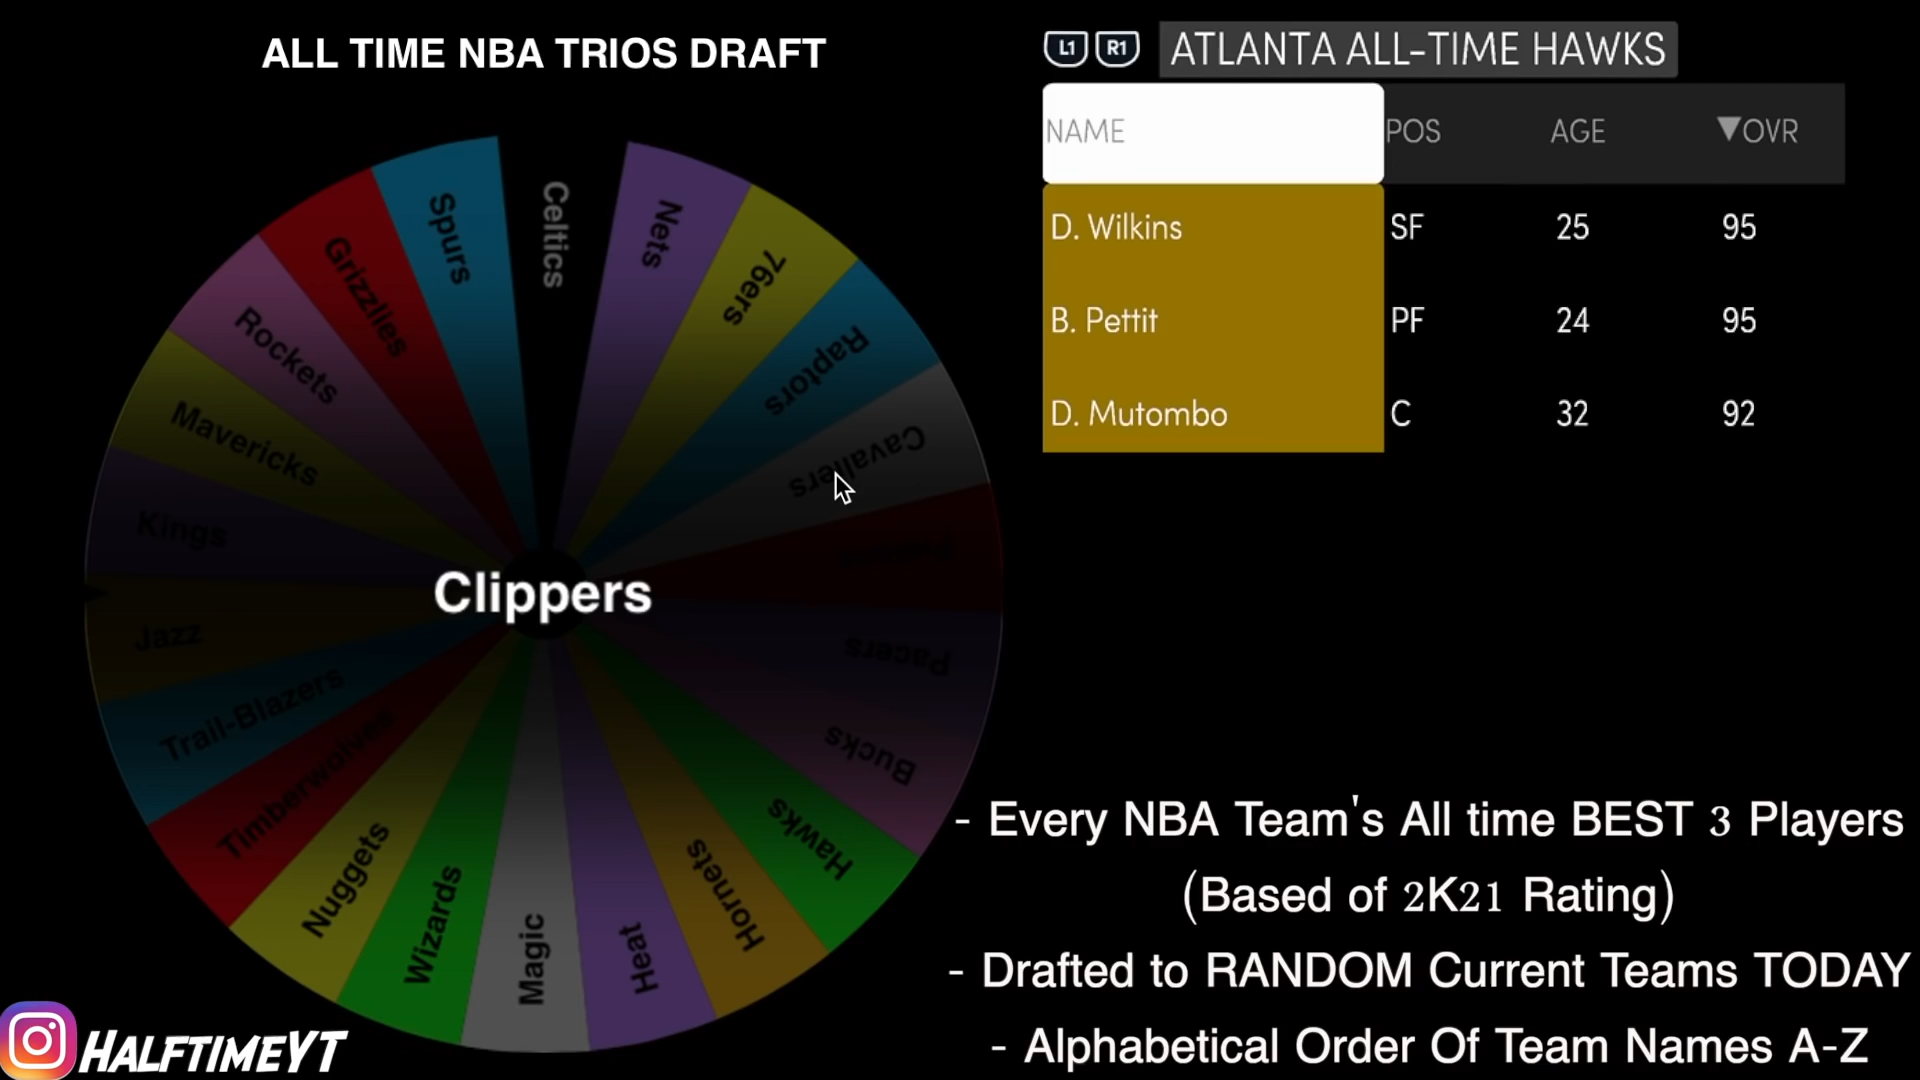 ALL TIME NBA TRIOS DRAFT
L1 R1 ATLANTA ALL-TIME HAWKS
NAME POS AGE ▼OVR
D. Wilkins SF 25 95
B. Pettit PF 24 95
D. Mutombo C 32 92
Celtics
Nets
76ers
Raptors
Cavaliers
Pacers
Bucks
Hawks
Hornets
Heat
Magic
Wizards
Nuggets
Timberwolves
Trail-Blazers
Jazz
Kings
Mavericks
Rockets
Grizzlies
Spurs
Clippers
- Every NBA Team's All time BEST 3 Players
(Based of 2K21 Rating)
- Drafted to RANDOM Current Teams TODAY
- Alphabetical Order Of Team Names A-Z
HALFTIMEYT